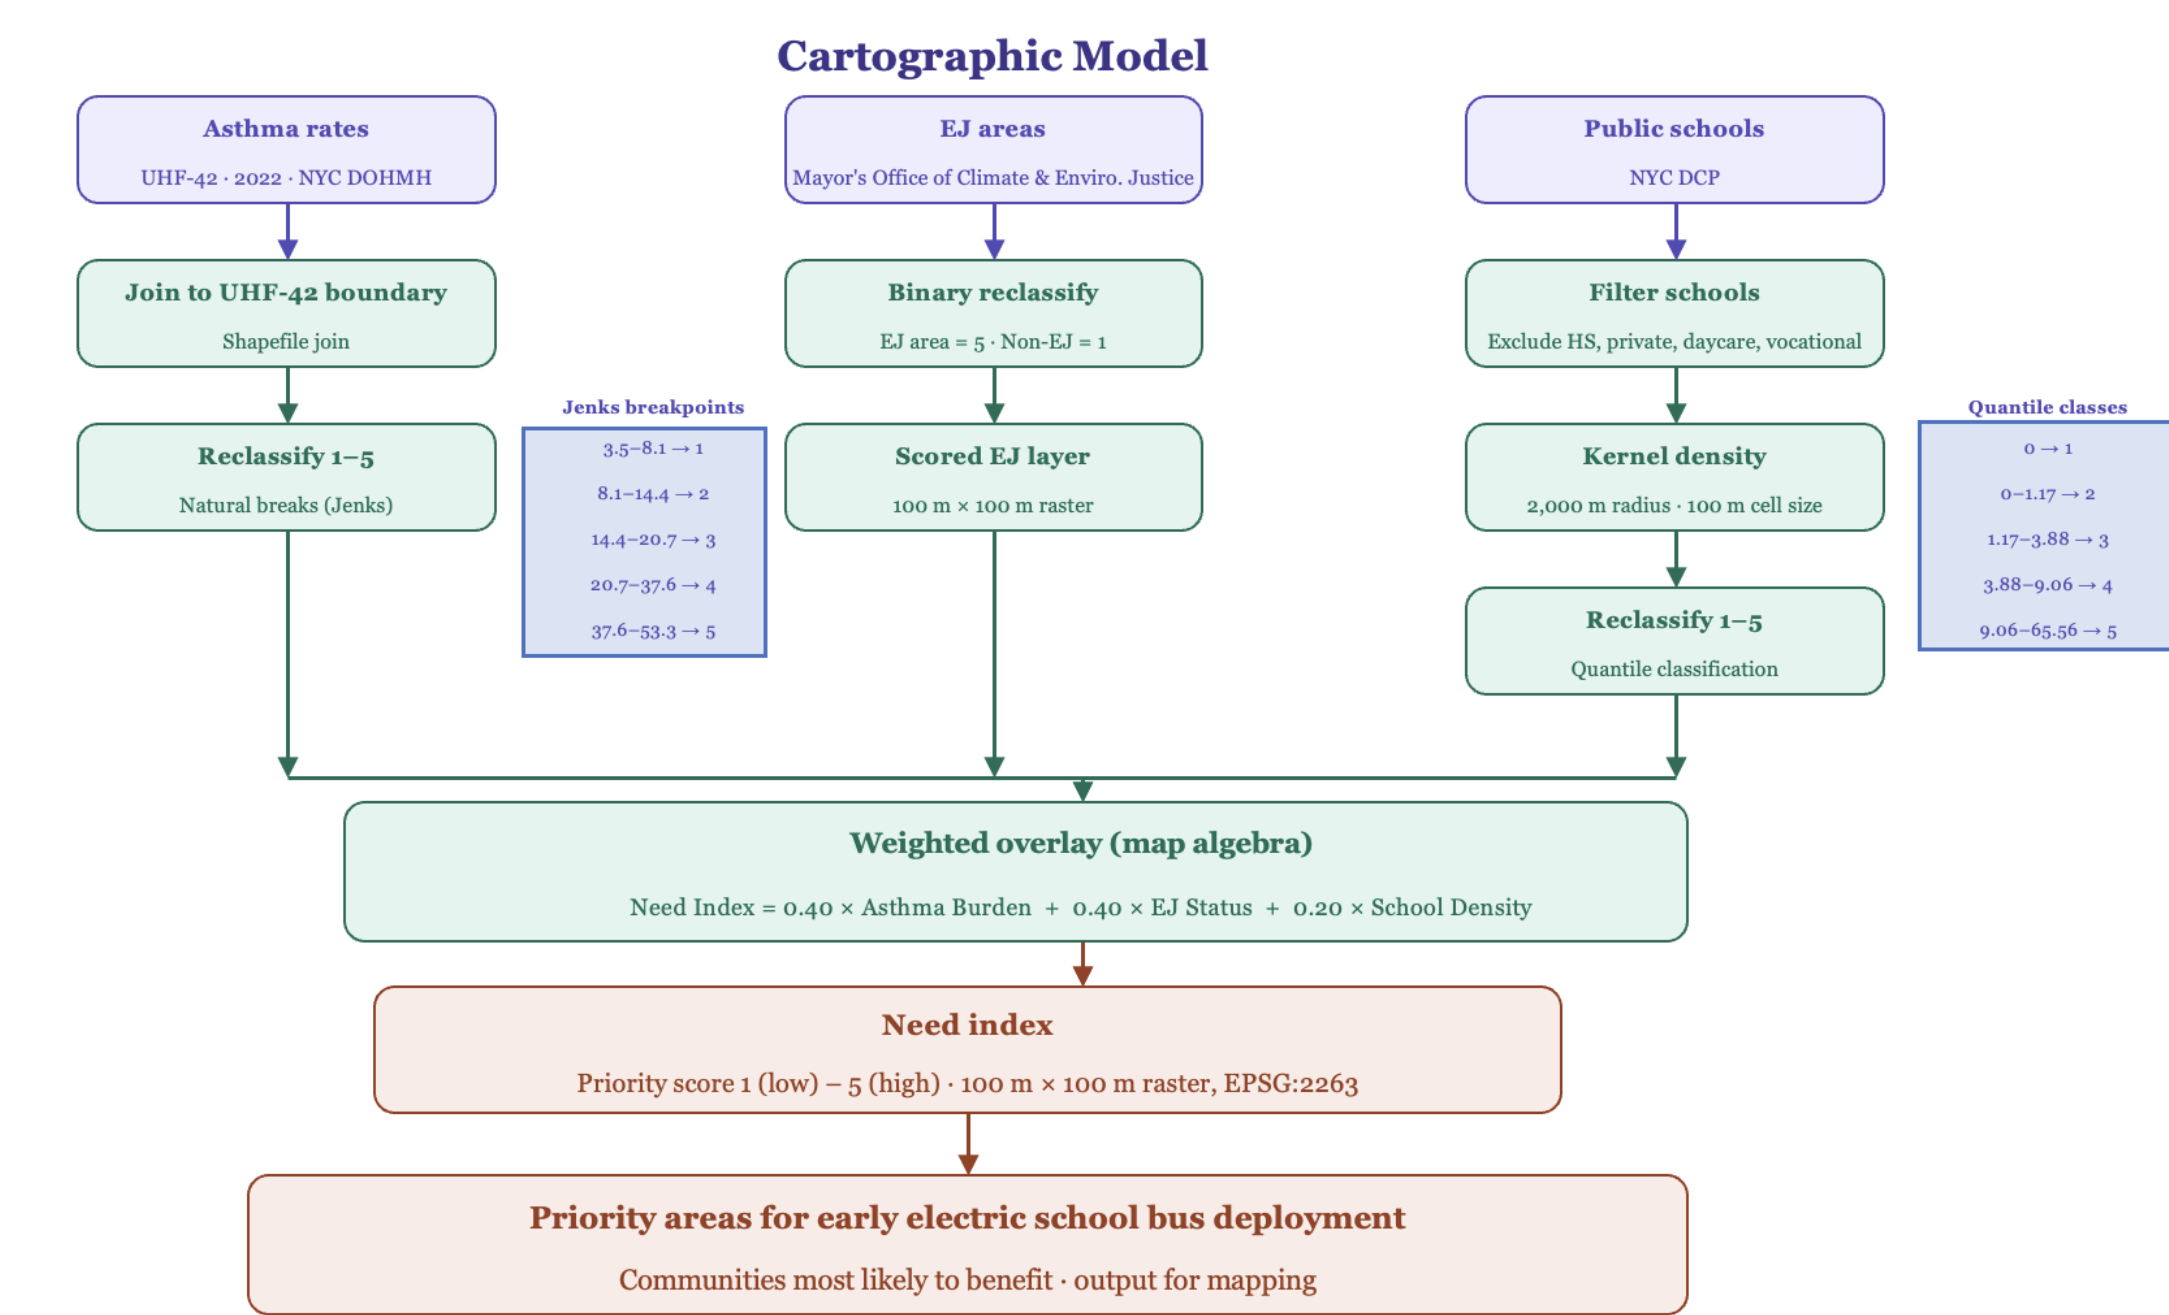 Cartographic Model
Asthma rates
UHF-42 · 2022 · NYC DOHMH
EJ areas
Mayor's Office of Climate & Enviro. Justice
Public schools
NYC DCP
Join to UHF-42 boundary
Shapefile join
Binary reclassify
EJ area = 5 · Non-EJ = 1
Filter schools
Exclude HS, private, daycare, vocational
Reclassify 1–5
Natural breaks (Jenks)
Jenks breakpoints
3.5–8.1 → 1
8.1–14.4 → 2
14.4–20.7 → 3
20.7–37.6 → 4
37.6–53.3 → 5
Scored EJ layer
100 m × 100 m raster
Kernel density
2,000 m radius · 100 m cell size
Quantile classes
0 → 1
0–1.17 → 2
1.17–3.88 → 3
3.88–9.06 → 4
9.06–65.56 → 5
Reclassify 1–5
Quantile classification
Weighted overlay (map algebra)
Need Index = 0.40 × Asthma Burden + 0.40 × EJ Status + 0.20 × School Density
Need index
Priority score 1 (low) – 5 (high) · 100 m × 100 m raster, EPSG:2263
Priority areas for early electric school bus deployment
Communities most likely to benefit · output for mapping